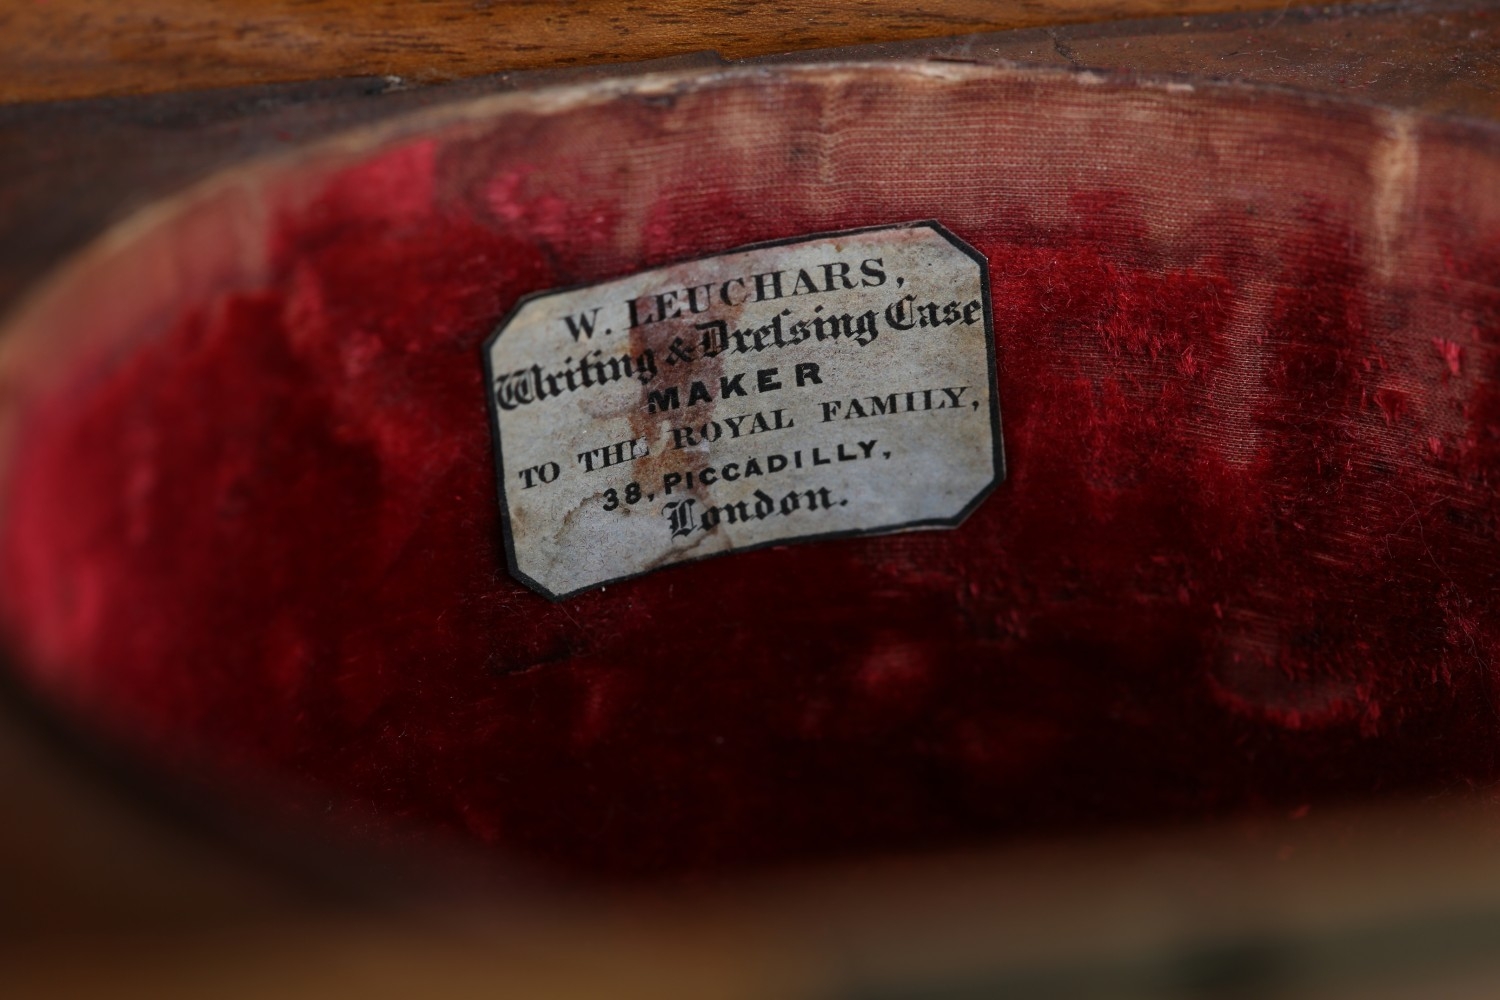 W. LEUCHARS,
Writing & Dreſsing Case
MAKER
TO THE ROYAL FAMILY,
38, PICCADILLY,
London.